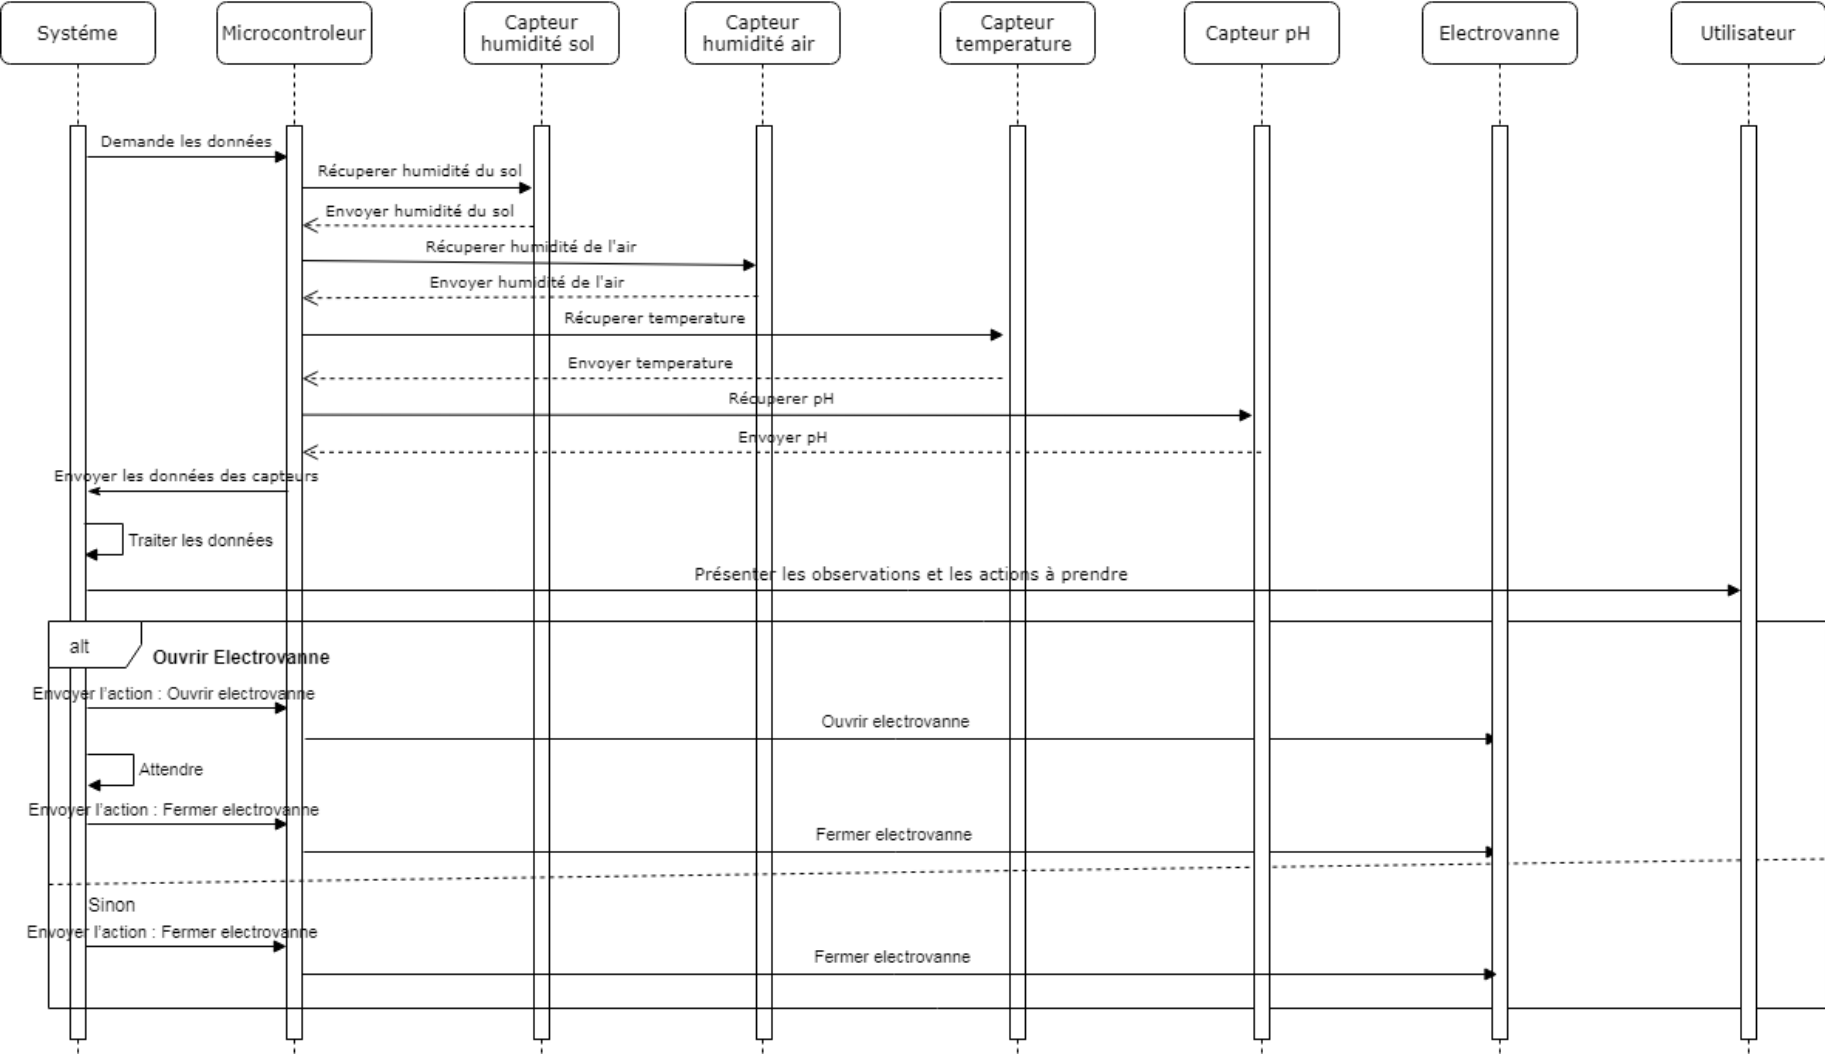 Systéme
Microcontroleur
Capteur
humidité sol
Capteur
humidité air
Capteur
temperature
Capteur pH
Electrovanne
Utilisateur
Demande les données
Récuperer humidité du sol
Envoyer humidité du sol
Récuperer humidité de l'air
Envoyer humidité de l'air
Récuperer temperature
Envoyer temperature
Récuperer pH
Envoyer pH
Envoyer les données des capteurs
Traiter les données
Présenter les observations et les actions à prendre
alt
Ouvrir Electrovanne
Envoyer l'action : Ouvrir electrovanne
Ouvrir electrovanne
Attendre
Envoyer l'action : Fermer electrovanne
Fermer electrovanne
Sinon
Envoyer l'action : Fermer electrovanne
Fermer electrovanne